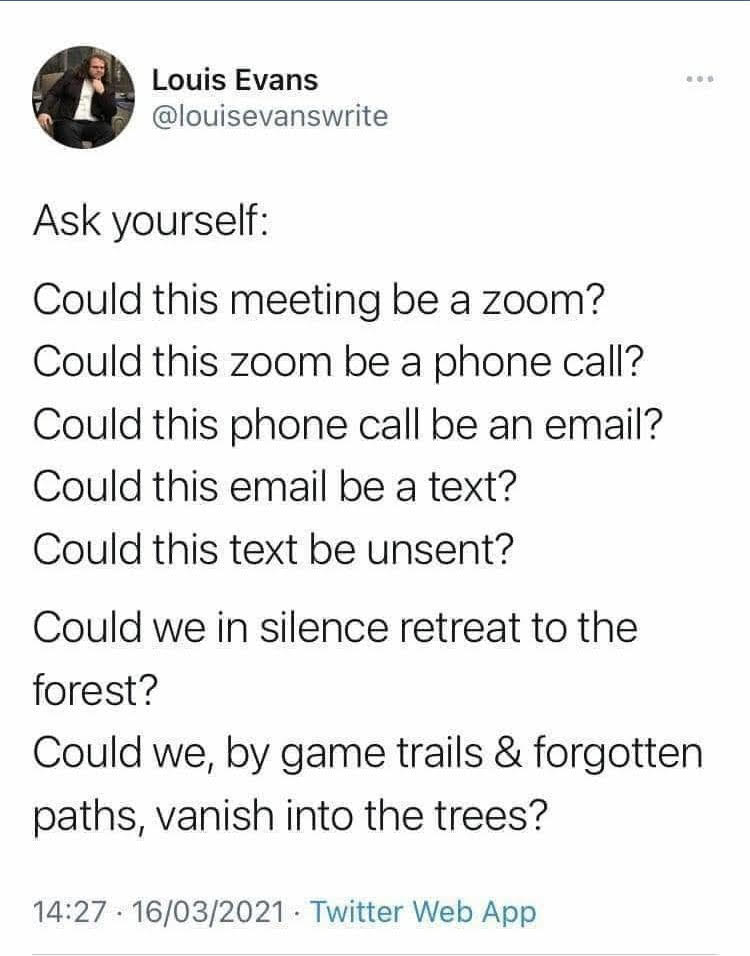 Louis Evans
@louisevanswrite
Ask yourself:
Could this meeting be a zoom?
Could this zoom be a phone call?
Could this phone call be an email?
Could this email be a text?
Could this text be unsent?
Could we in silence retreat to the
forest?
Could we, by game trails & forgotten
paths, vanish into the trees?
14:27 · 16/03/2021 · Twitter Web App